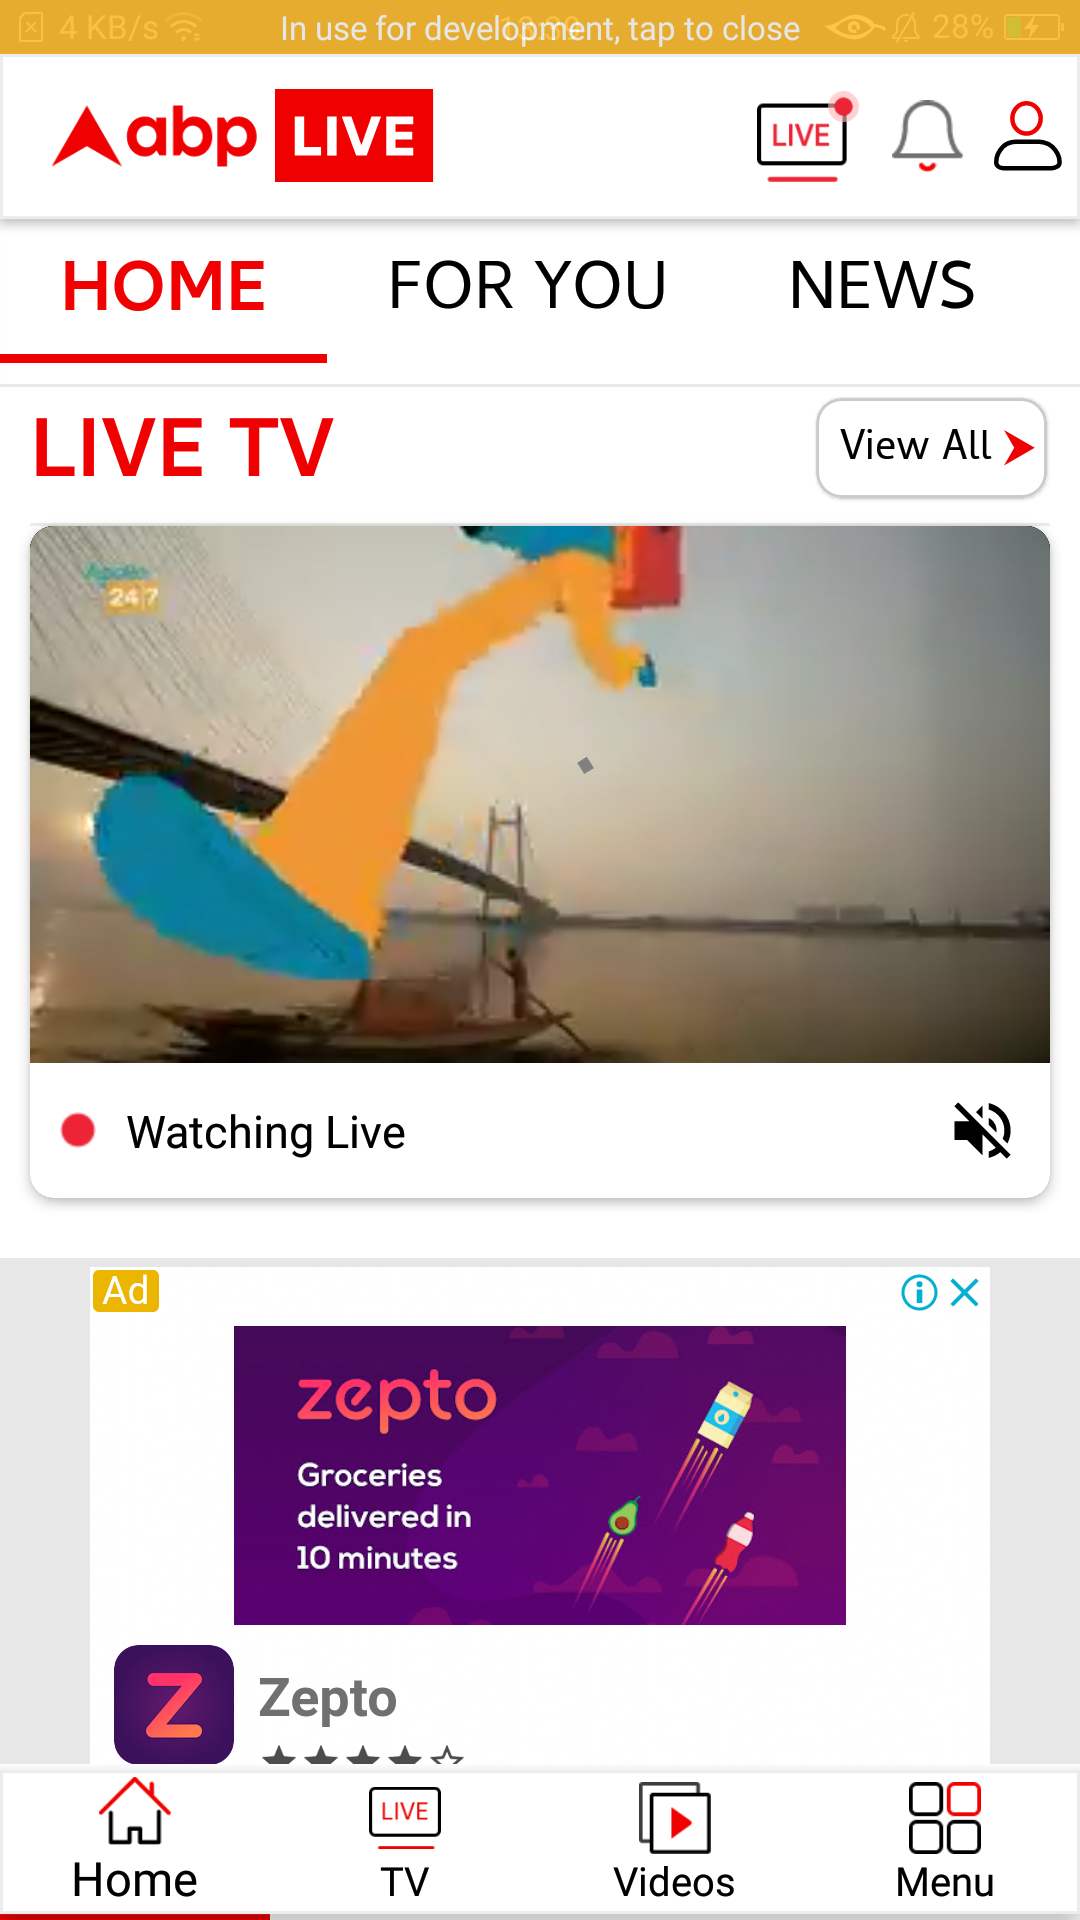 4 KB/s In use for development, tap to close 28%
abp LIVE LIVE
HOME FOR YOU NEWS
LIVE TV View All
Apollo
24|7
Watching Live
Ad
zepto
Groceries
delivered in
10 minutes
Z Zepto
LIVE
Home TV Videos Menu